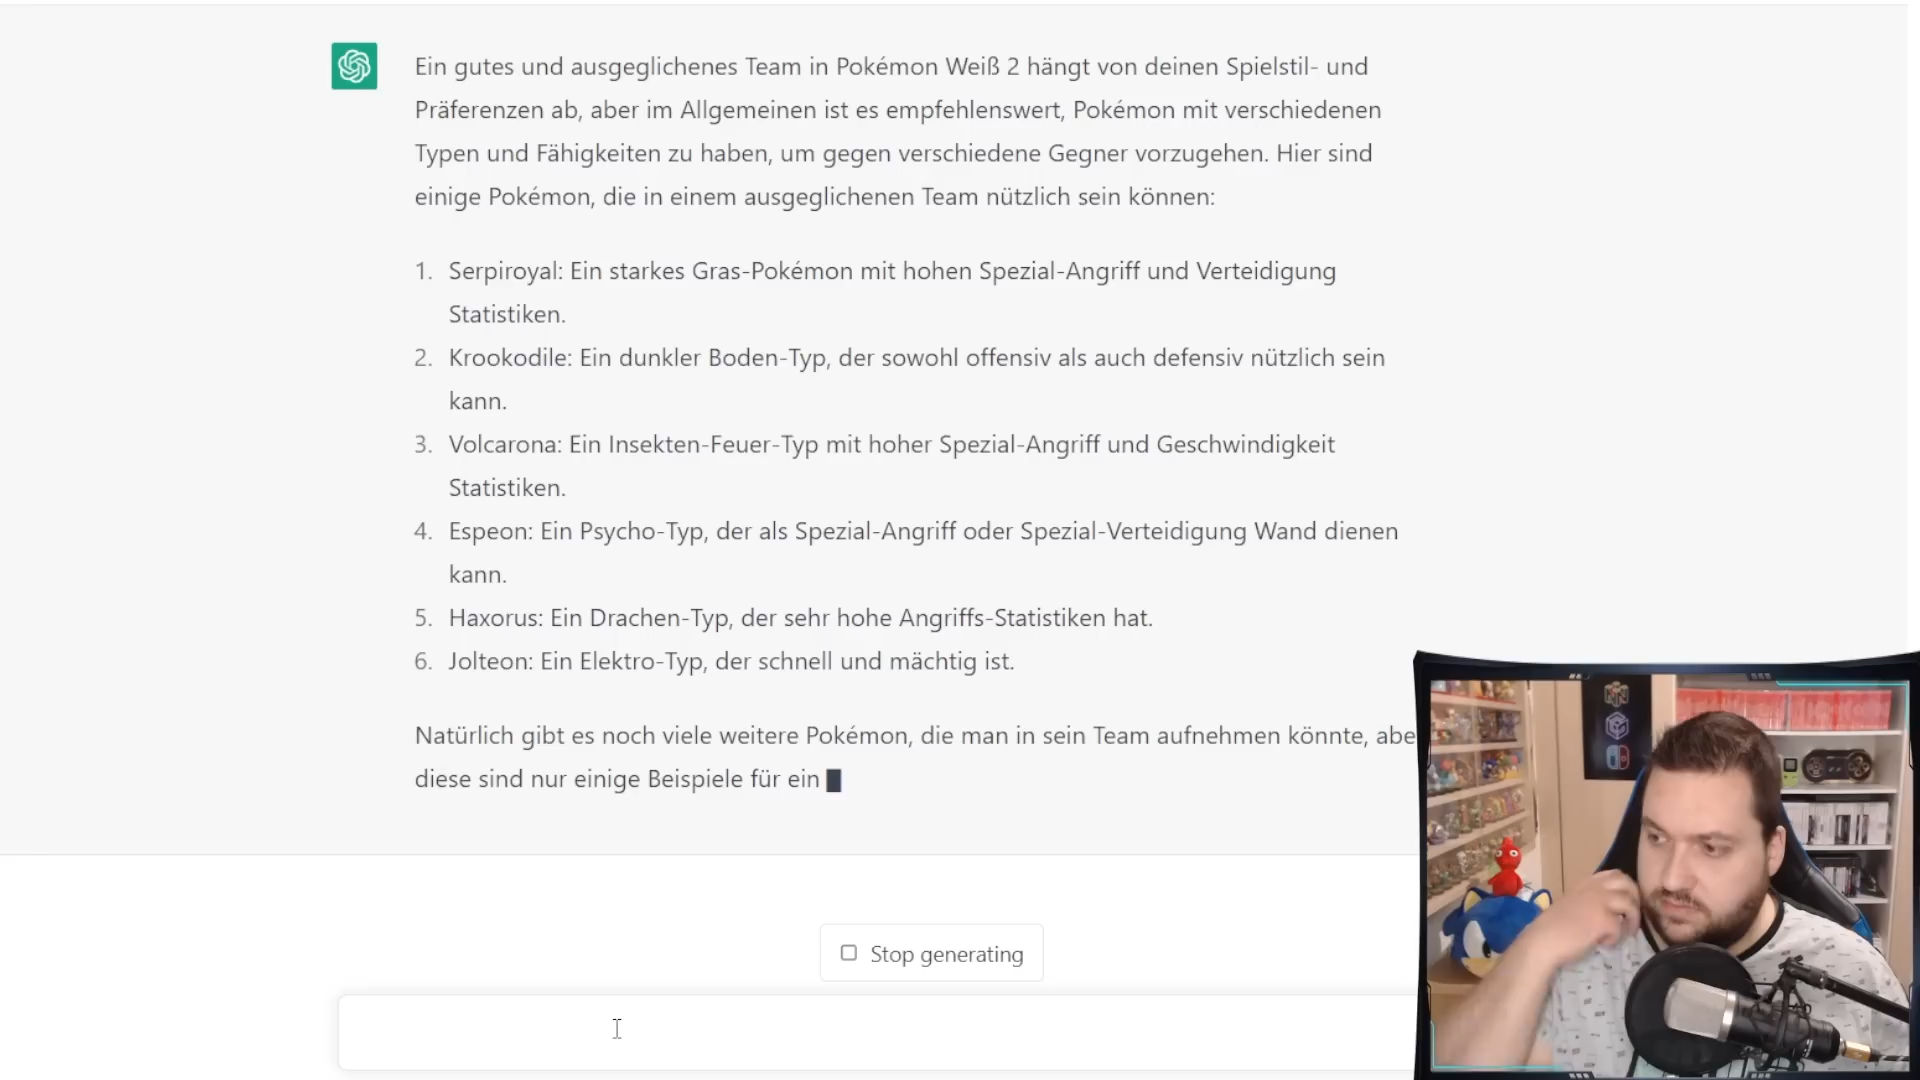 Ein gutes und ausgeglichenes Team in Pokémon Weiß 2 hängt von deinen Spielstil- und
Präferenzen ab, aber im Allgemeinen ist es empfehlenswert, Pokémon mit verschiedenen
Typen und Fähigkeiten zu haben, um gegen verschiedene Gegner vorzugehen. Hier sind
einige Pokémon, die in einem ausgeglichenen Team nützlich sein können:
1. Serpiroyal: Ein starkes Gras-Pokémon mit hohen Spezial-Angriff und Verteidigung
Statistiken.
2. Krookodile: Ein dunkler Boden-Typ, der sowohl offensiv als auch defensiv nützlich sein
kann.
3. Volcarona: Ein Insekten-Feuer-Typ mit hoher Spezial-Angriff und Geschwindigkeit
Statistiken.
4. Espeon: Ein Psycho-Typ, der als Spezial-Angriff oder Spezial-Verteidigung Wand dienen
kann.
5. Haxorus: Ein Drachen-Typ, der sehr hohe Angriffs-Statistiken hat.
6. Jolteon: Ein Elektro-Typ, der schnell und mächtig ist.
Natürlich gibt es noch viele weitere Pokémon, die man in sein Team aufnehmen könnte, abe
diese sind nur einige Beispiele für ein
Stop generating